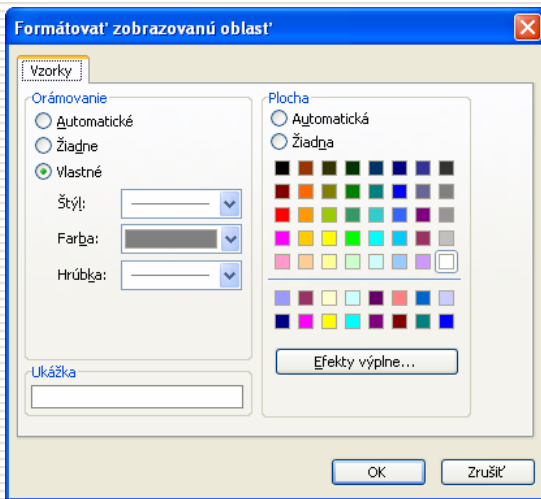 Formátovať zobrazovanú oblasť
Vzorky
Orámovanie
Automatické
Žiadne
Vlastné
Štýl:
Farba:
Hrúbka:
Ukážka
Plocha
Automatická
Žiadna
Efekty výplne...
OK
Zrušiť